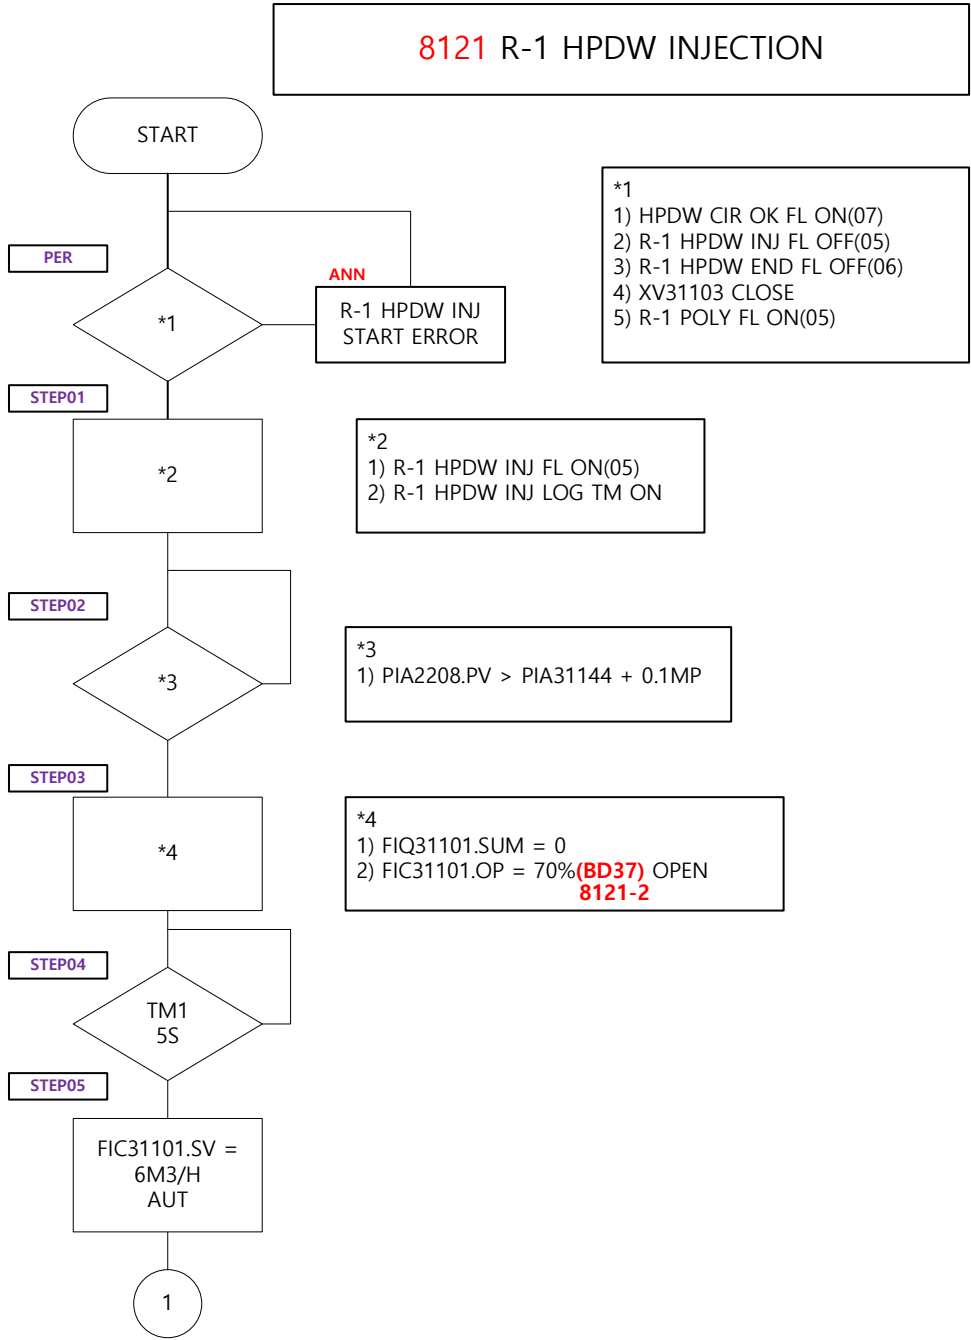 8121 R-1 HPDW INJECTION
START
*1
1) HPDW CIR OK FL ON(07)
2) R-1 HPDW INJ FL OFF(05)
3) R-1 HPDW END FL OFF(06)
4) XV31103 CLOSE
5) R-1 POLY FL ON(05)
PER
ANN
*1
R-1 HPDW INJ
START ERROR
STEP01
*2
*2
1) R-1 HPDW INJ FL ON(05)
2) R-1 HPDW INJ LOG TM ON
STEP02
*3
*3
1) PIA2208.PV > PIA31144 + 0.1MP
STEP03
*4
*4
1) FIQ31101.SUM = 0
2) FIC31101.OP = 70%(BD37) OPEN
8121-2
STEP04
TM1
5S
STEP05
FIC31101.SV =
6M3/H
AUT
1